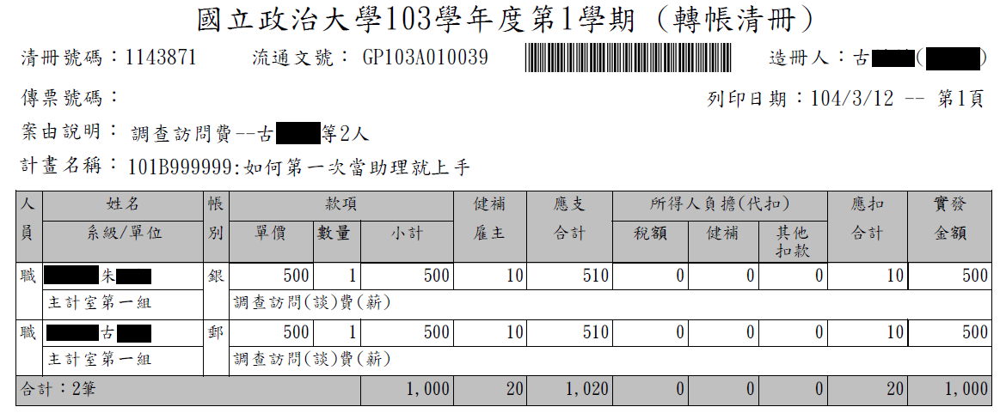 國立政治大學103學年度第1學期（轉帳清冊）
清冊號碼：1143871 流通文號： GP103A010039 造冊人：古 ( )
傳票號碼： 列印日期：104/3/12 -- 第1頁
案由說明： 調查訪問費--古 等2人
計畫名稱： 101B999999:如何第一次當助理就上手
人員 姓名 帳別 款項 健補雇主 應支合計 所得人負擔(代扣) 應扣合計 實發金額
系級/單位 單價 數量 小計 稅額 健補 其他扣款
職 朱 銀 500 1 500 10 510 0 0 0 10 500
主計室第一組 調查訪問(談)費(薪)
職 古 郵 500 1 500 10 510 0 0 0 10 500
主計室第一組 調查訪問(談)費(薪)
合計：2筆 1,000 20 1,020 0 0 0 20 1,000